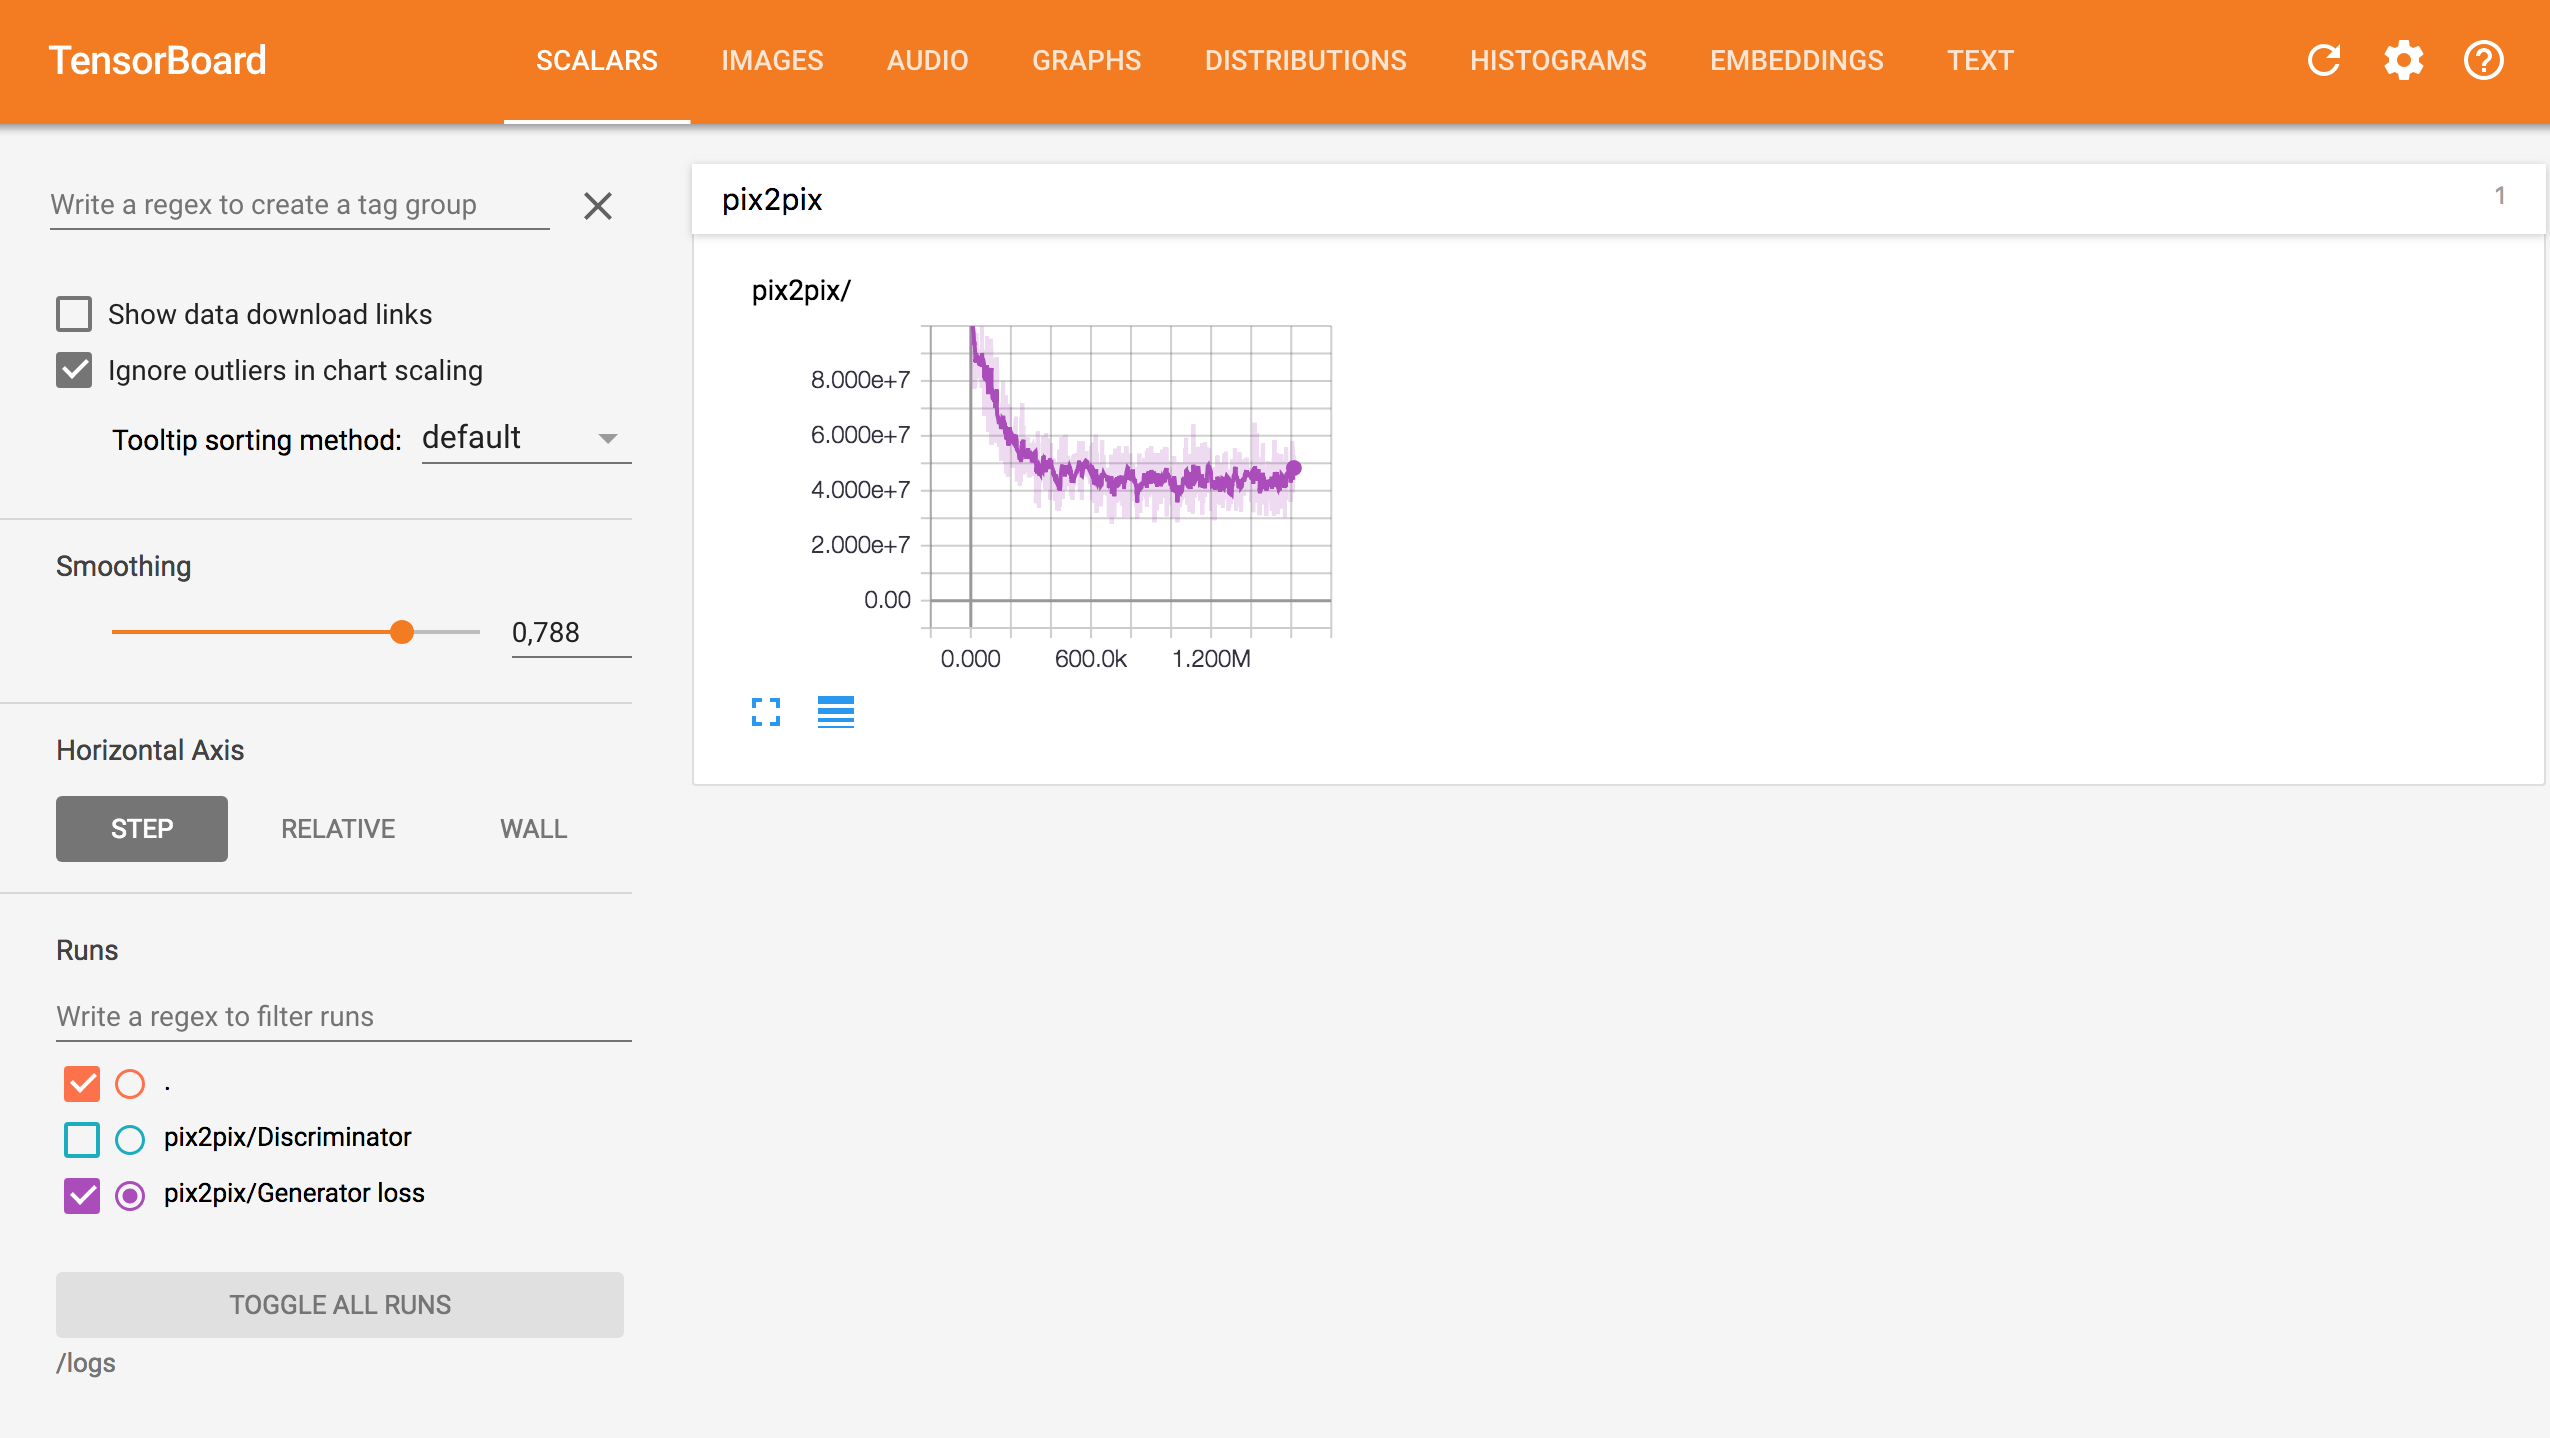 TensorBoard SCALARS IMAGES AUDIO GRAPHS DISTRIBUTIONS HISTOGRAMS EMBEDDINGS TEXT
Write a regex to create a tag group
Show data download links
Ignore outliers in chart scaling
Tooltip sorting method: default
Smoothing
0,788
Horizontal Axis
STEP RELATIVE WALL
Runs
Write a regex to filter runs
.
pix2pix/Discriminator
pix2pix/Generator loss
TOGGLE ALL RUNS
/logs
pix2pix 1
pix2pix/
8.000e+7
6.000e+7
4.000e+7
2.000e+7
0.00
0.000 600.0k 1.200M